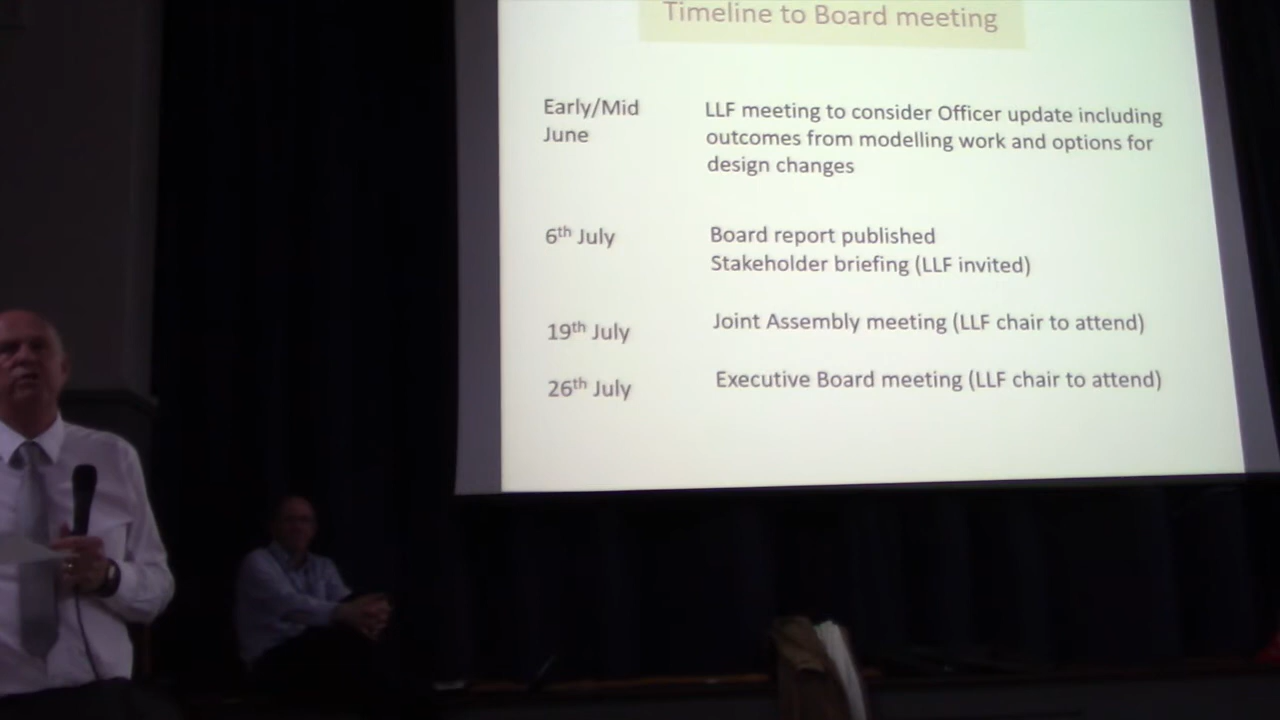 Timeline to Board meeting
Early/Mid
June
LLF meeting to consider Officer update including
outcomes from modelling work and options for
design changes
6th July
Board report published
Stakeholder briefing (LLF invited)
19th July
Joint Assembly meeting (LLF chair to attend)
26th July
Executive Board meeting (LLF chair to attend)